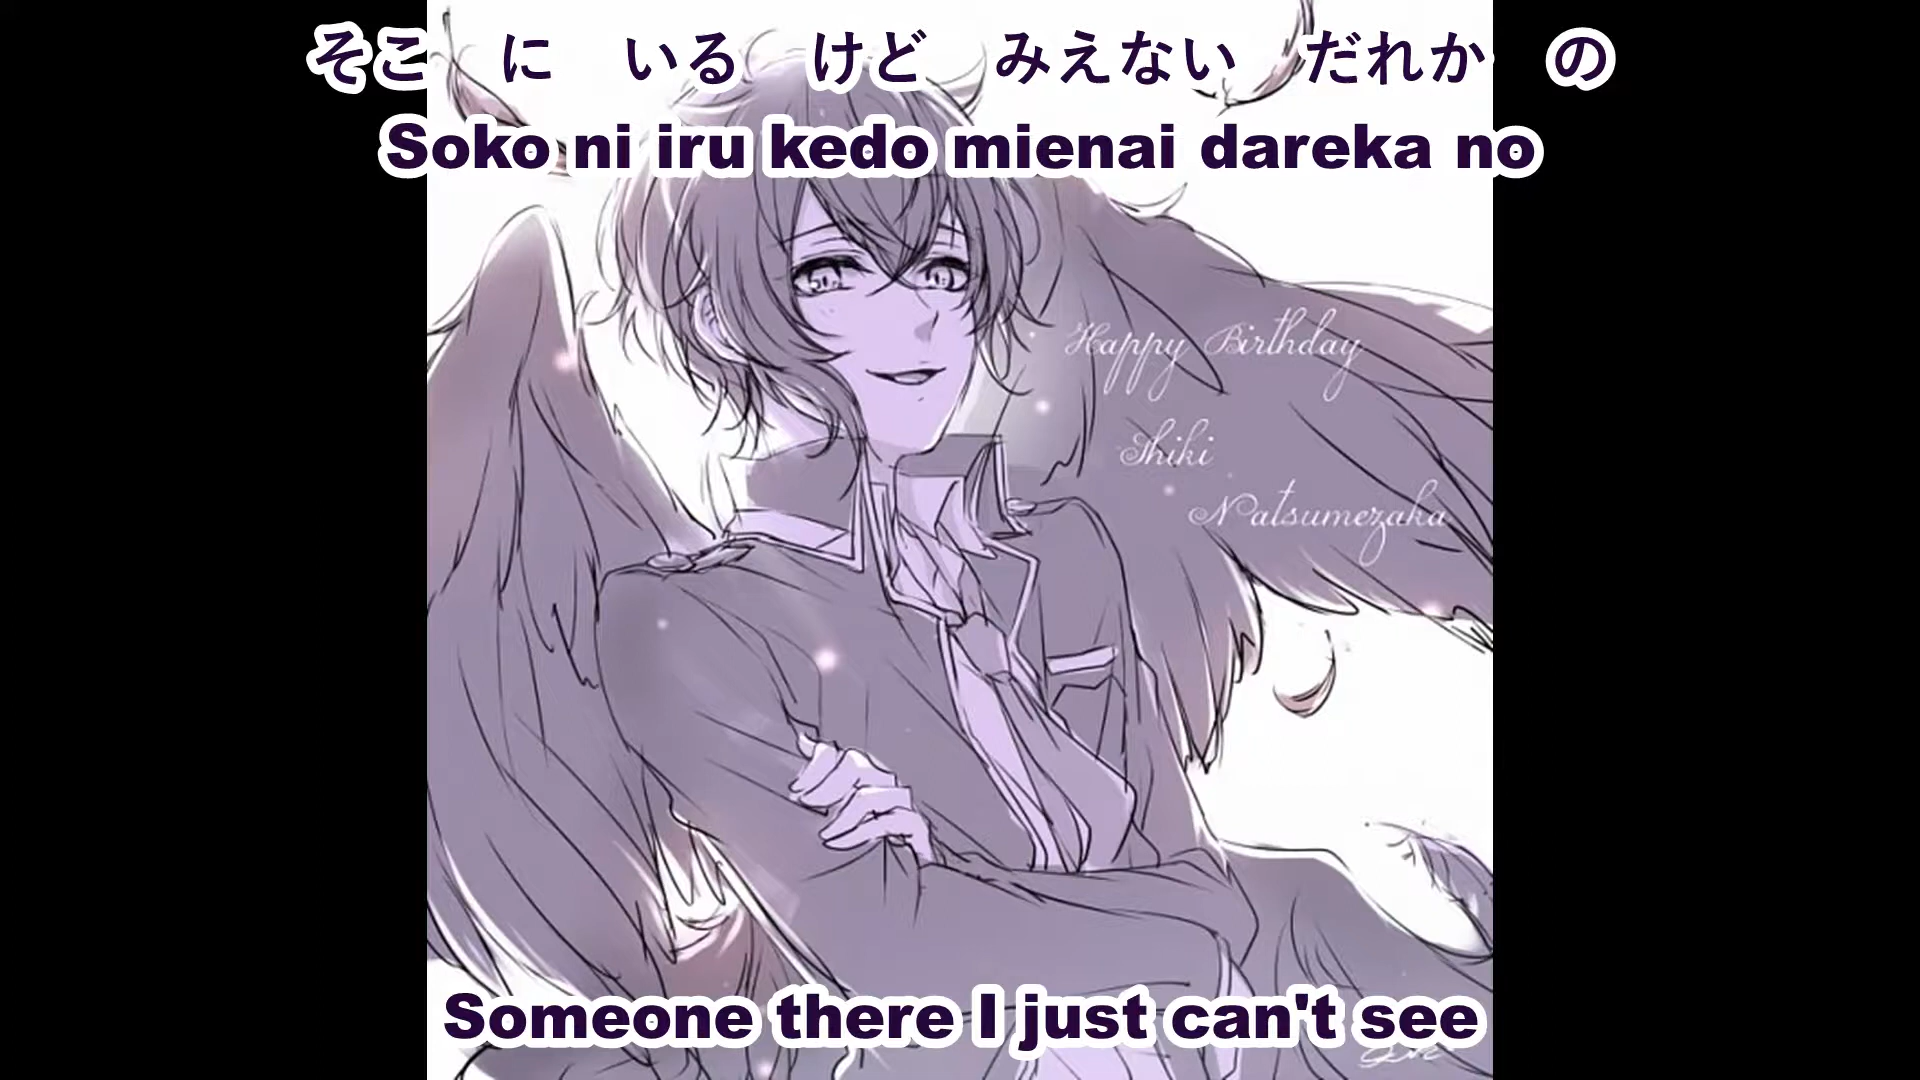 そこ　に　いる　けど　みえない　だれか　の
Soko ni iru kedo mienai dareka no
Happy Birthday
Shiki
Natsumezaka
Someone there I just can't see